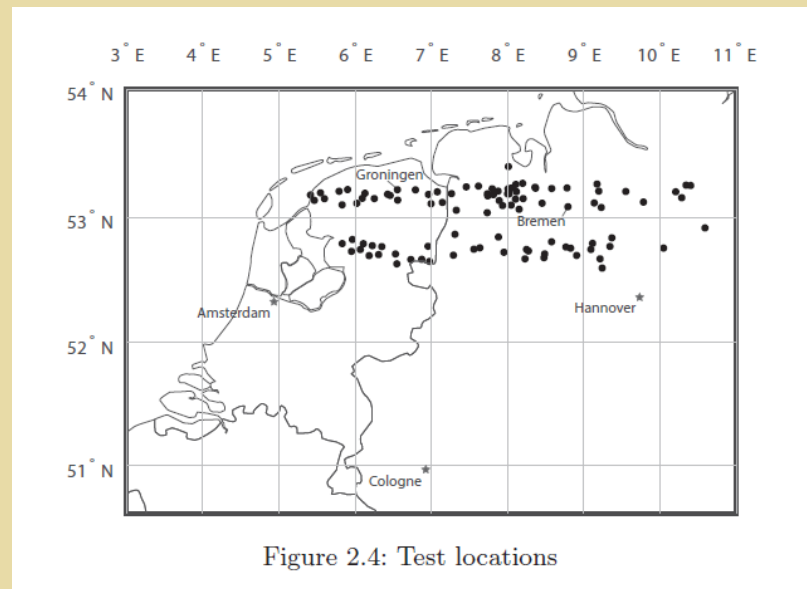 3° E 4° E 5° E 6° E 7° E 8° E 9° E 10° E 11° E
54° N
Groningen
53° N
Bremen
Hannover
Amsterdam
52° N
51° N
Cologne
Figure 2.4: Test locations